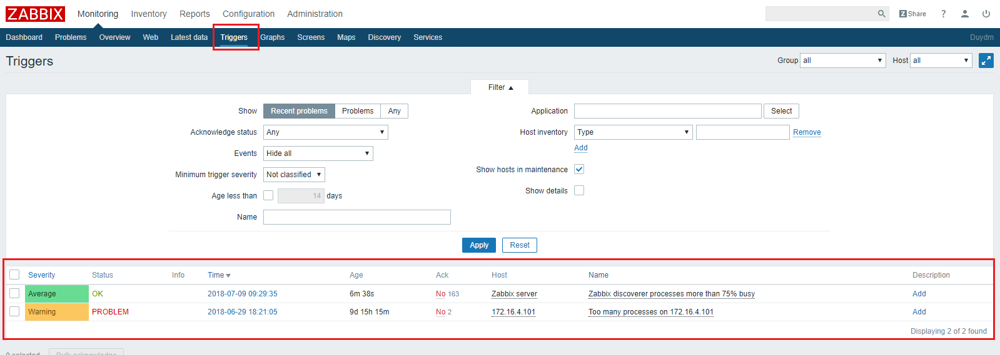 ZABBIX Monitoring Inventory Reports Configuration Administration Z Share ?
Dashboard Problems Overview Web Latest data Triggers Graphs Screens Maps Discovery Services Duydm
Triggers Group all Host all
Filter
Show Recent problems Problems Any Application Select
Acknowledge status Any Host inventory Type Remove
Add
Events Hide all
Show hosts in maintenance
Minimum trigger severity Not classified
Show details
Age less than 14 days
Name
Apply Reset
Severity Status Info Time Age Ack Host Name Description
Average OK 2018-07-09 09:29:35 6m 38s No 163 Zabbix server Zabbix discoverer processes more than 75% busy Add
Warning PROBLEM 2018-06-29 18:21:05 9d 15h 15m No 2 172.16.4.101 Too many processes on 172.16.4.101 Add
Displaying 2 of 2 found
0 selected Bulk acknowledge